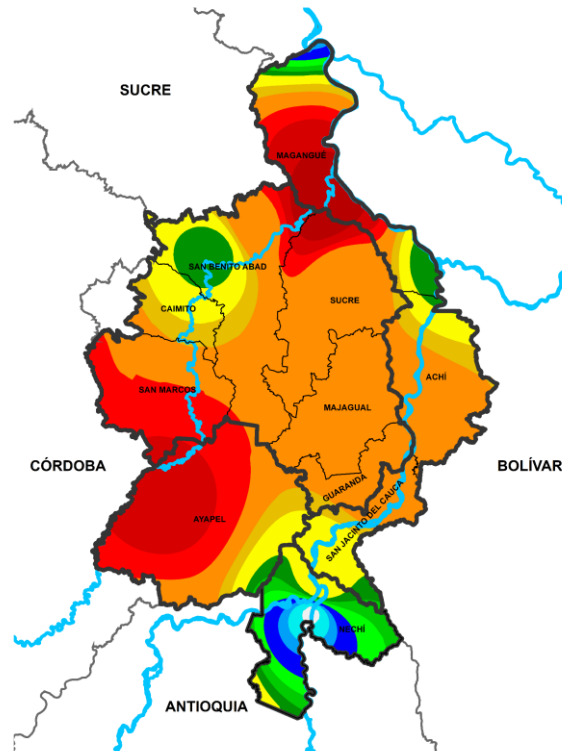 SUCRE
MAGANGUÉ
SAN BENITO ABAD
CAIMITO
SUCRE
ACHÍ
SAN MARCOS
MAJAGUAL
CÓRDOBA
BOLÍVAR
GUARANDA
AYAPEL
SAN JACINTO DEL CAUCA
NECHÍ
ANTIOQUIA